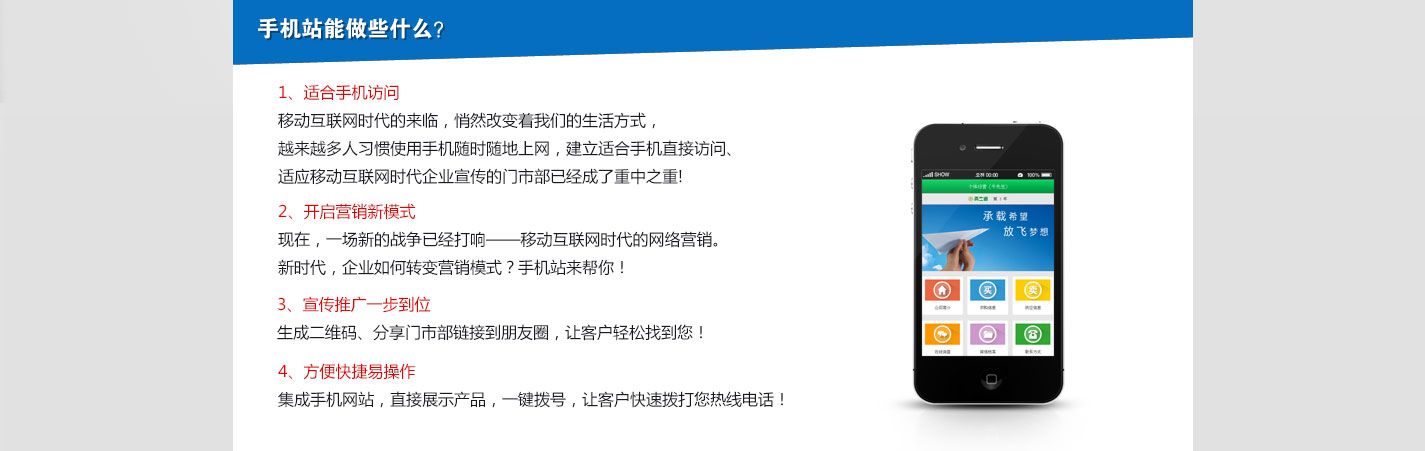 手机站能做些什么?
1、适合手机访问
移动互联网时代的来临，悄然改变着我们的生活方式，
越来越多人习惯使用手机随时随地上网，建立适合手机直接访问、
适应移动互联网时代企业宣传的门市部已经成了重中之重!
2、开启营销新模式
现在，一场新的战争已经打响——移动互联网时代的网络营销。
新时代，企业如何转变营销模式？手机站来帮你！
3、宣传推广一步到位
生成二维码、分享门市部链接到朋友圈，让客户轻松找到您！
4、方便快捷易操作
集成手机网站，直接展示产品，一键拨号，让客户快速拨打您热线电话！
SHOW
00:00
100%
承载希望
放飞梦想
买
卖
联系方式